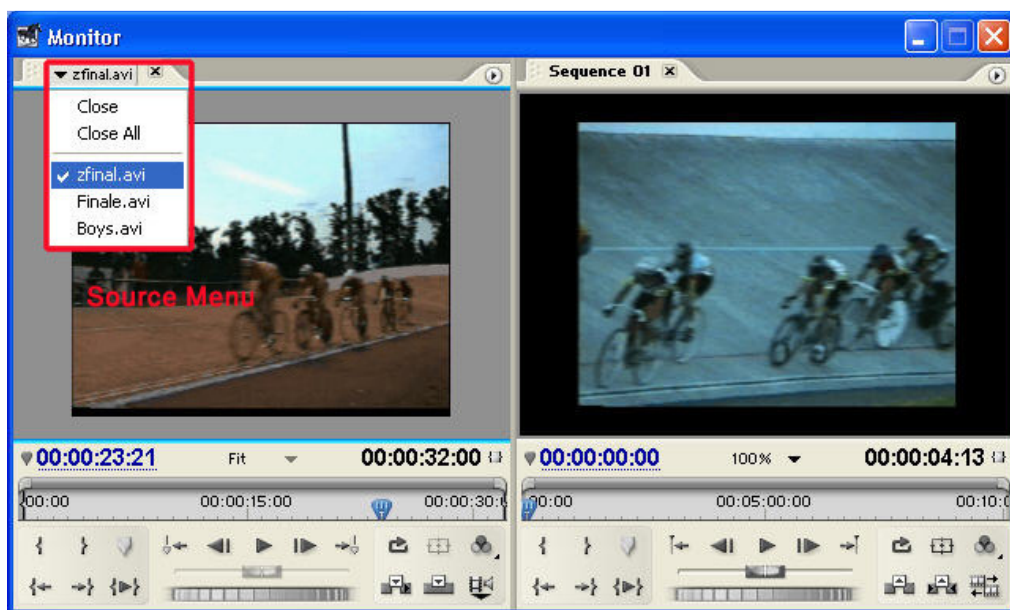 Monitor
zfinal.avi
Close
Close All
zfinal.avi
Finale.avi
Boys.avi
Source Menu
00:00:23:21
Fit
00:00:32:00
00:00
00:00:15:00
00:00:30:0
Sequence 01
00:00:00:00
100%
00:00:04:13
00:00
00:05:00:00
00:10:0